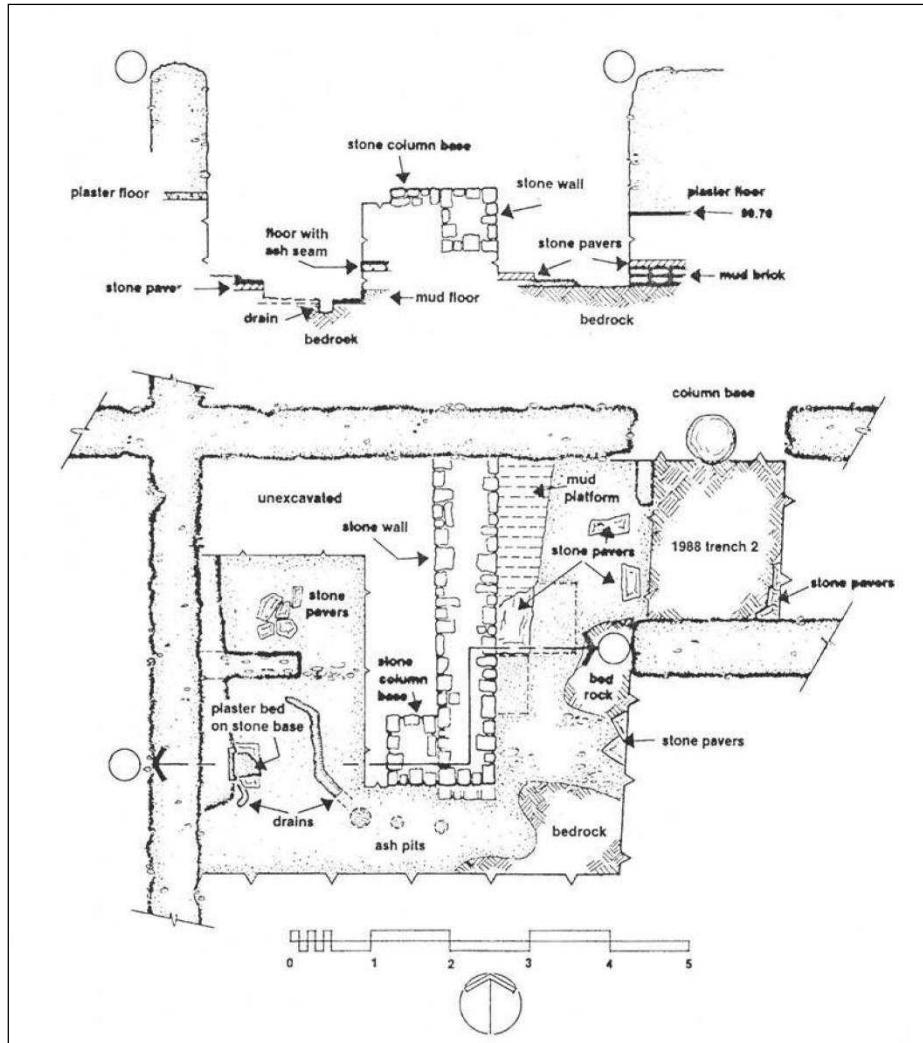 stone column base
plaster floor
stone wall
plaster floor
90.70
floor with
ash seam
stone pavers
stone paver
mud floor
mud brick
drain
bedrock
bedrock
column base
unexcavated
mud
platform
stone wall
1988 trench 2
stone pavers
stone
pavers
stone pavers
stone
column
base
bed
rock
plaster bed
on stone base
stone pavers
drains
bedrock
ash pits
0 1 2 3 4 5